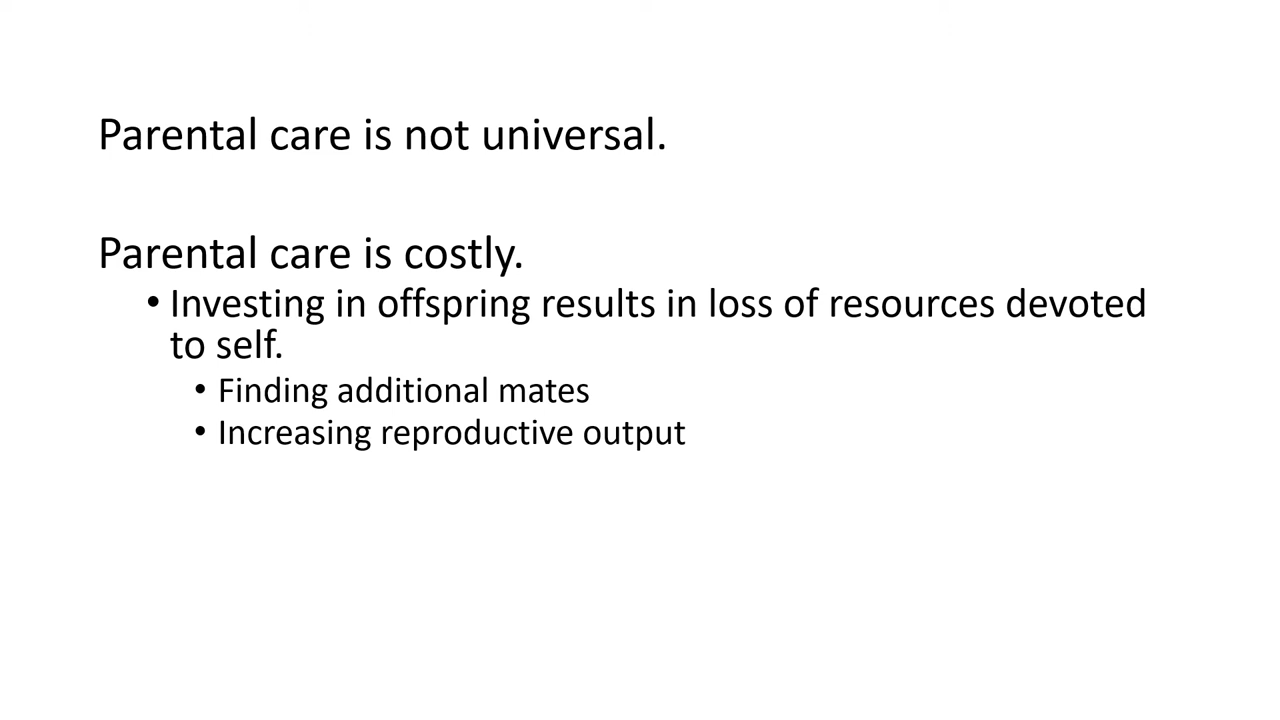 Parental care is not universal.
Parental care is costly.
• Investing in offspring results in loss of resources devoted
to self.
• Finding additional mates
• Increasing reproductive output